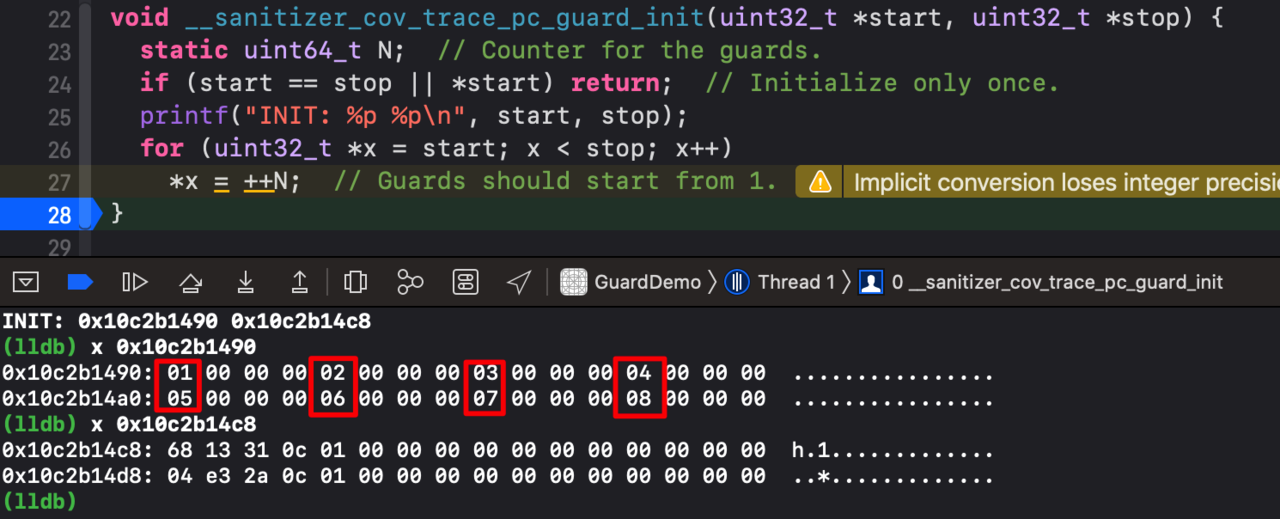 22 void __sanitizer_cov_trace_pc_guard_init(uint32_t *start, uint32_t *stop) {
23 static uint64_t N; // Counter for the guards.
24 if (start == stop || *start) return; // Initialize only once.
25 printf("INIT: %p %p\n", start, stop);
26 for (uint32_t *x = start; x < stop; x++)
27 *x = ++N; // Guards should start from 1. Implicit conversion loses integer precisi
28 }
29
GuardDemo Thread 1 0 __sanitizer_cov_trace_pc_guard_init
INIT: 0x10c2b1490 0x10c2b14c8
(lldb) x 0x10c2b1490
0x10c2b1490: 01 00 00 00 02 00 00 00 03 00 00 00 04 00 00 00 ................
0x10c2b14a0: 05 00 00 00 06 00 00 00 07 00 00 00 08 00 00 00 ................
(lldb) x 0x10c2b14c8
0x10c2b14c8: 68 13 31 0c 01 00 00 00 00 00 00 00 00 00 00 00 h.1.............
0x10c2b14d8: 04 e3 2a 0c 01 00 00 00 00 00 00 00 00 00 00 00 ..*.............
(lldb)